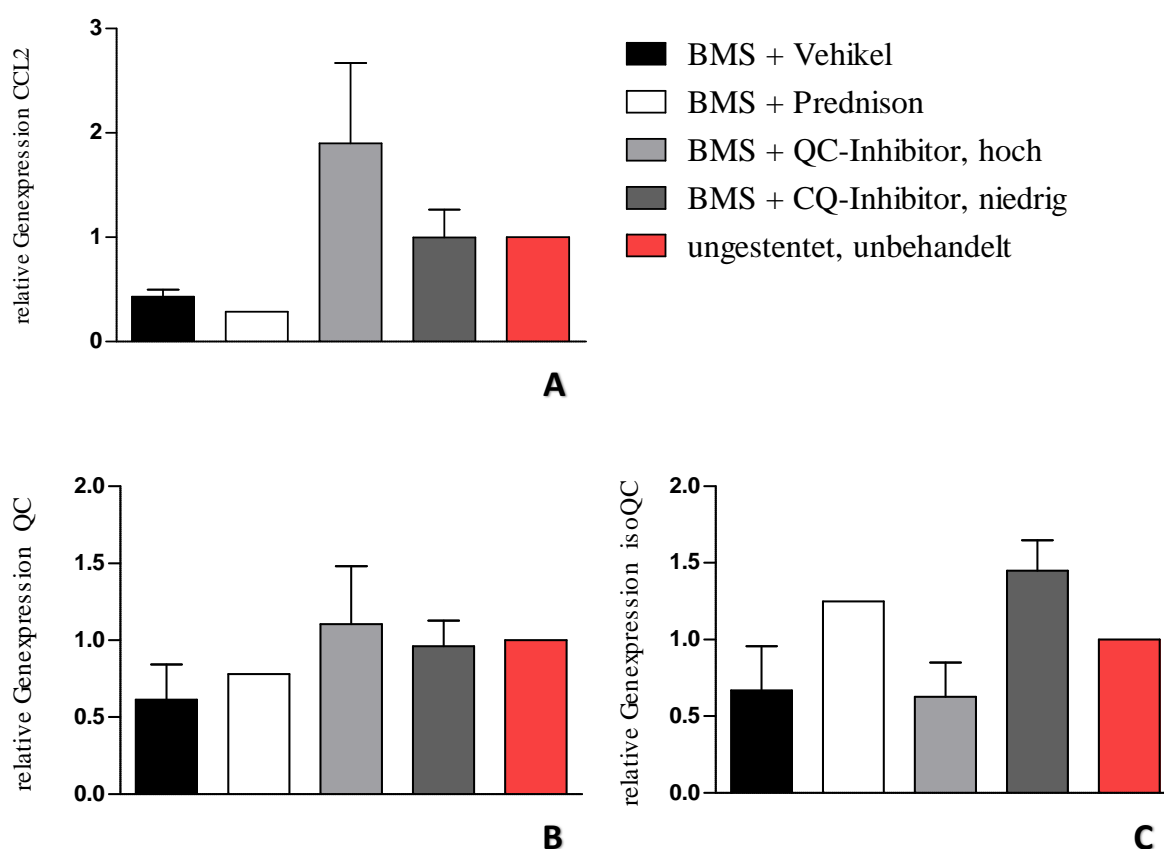 relative Genexpression CCL2
3
2
1
0
BMS + Vehikel
BMS + Prednison
BMS + QC-Inhibitor, hoch
BMS + CQ-Inhibitor, niedrig
ungestentet, unbehandelt
A
relative Genexpression QC
2.0
1.5
1.0
0.5
0.0
B
relative Genexpression isoQC
2.0
1.5
1.0
0.5
0.0
C